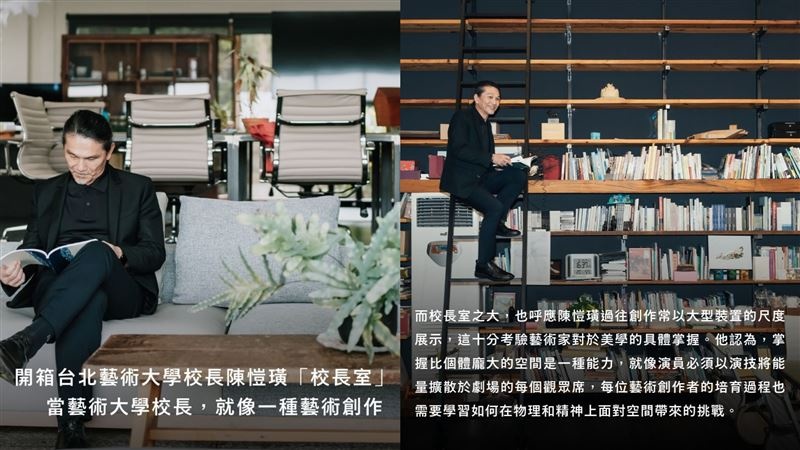 開箱台北藝術大學校長陳愷璜「校長室」
當藝術大學校長，就像一種藝術創作
而校長室之大，也呼應陳愷璜過往創作常以大型裝置的尺度
展示，這十分考驗藝術家對於美學的具體掌握。他認為，掌
握比個體龐大的空間是一種能力，就像演員必須以演技將能
量擴散於劇場的每個觀眾席，每位藝術創作者的培育過程也
需要學習如何在物理和精神上面對空間帶來的挑戰。